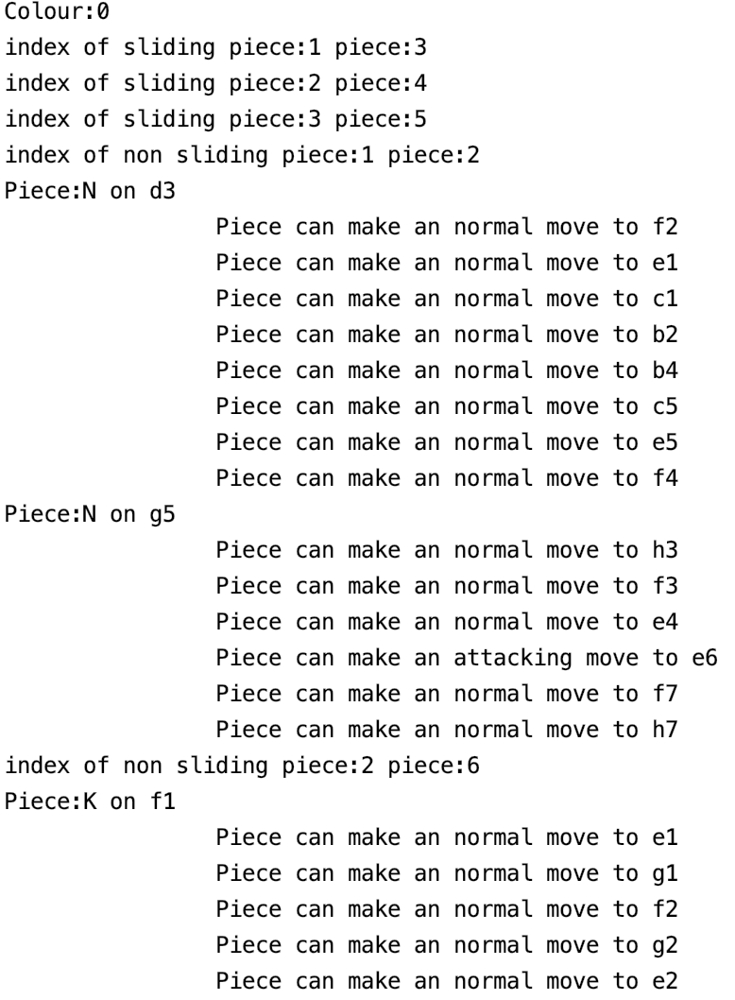 Colour:0
index of sliding piece:1 piece:3
index of sliding piece:2 piece:4
index of sliding piece:3 piece:5
index of non sliding piece:1 piece:2
Piece:N on d3
Piece can make an normal move to f2
Piece can make an normal move to e1
Piece can make an normal move to c1
Piece can make an normal move to b2
Piece can make an normal move to b4
Piece can make an normal move to c5
Piece can make an normal move to e5
Piece can make an normal move to f4
Piece:N on g5
Piece can make an normal move to h3
Piece can make an normal move to f3
Piece can make an normal move to e4
Piece can make an attacking move to e6
Piece can make an normal move to f7
Piece can make an normal move to h7
index of non sliding piece:2 piece:6
Piece:K on f1
Piece can make an normal move to e1
Piece can make an normal move to g1
Piece can make an normal move to f2
Piece can make an normal move to g2
Piece can make an normal move to e2